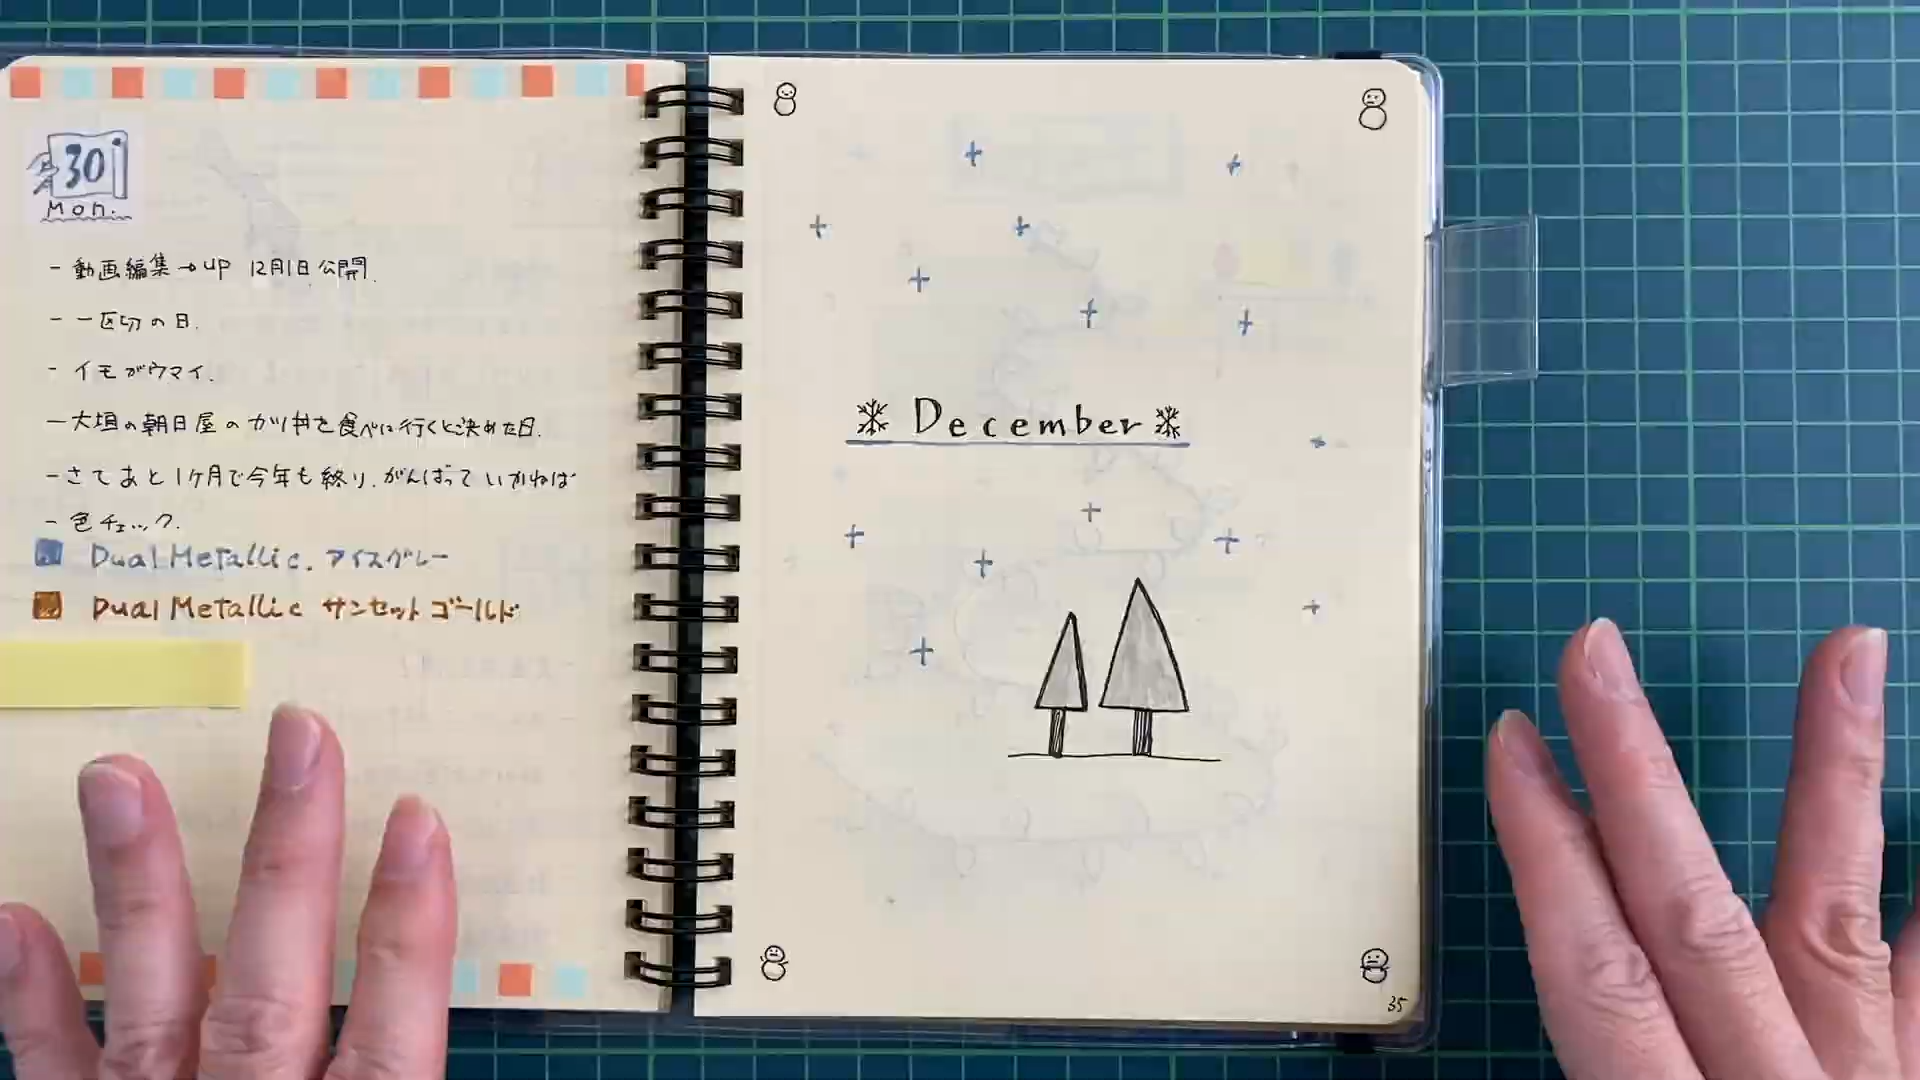 30
Mon.
- 動画編集→up 12月1日公開.
- 一区切の日.
- イモがウマイ.
- 大垣の朝日屋のカツ丼を食べに行くと決めた日.
- さてあと1ヶ月で今年も終り.がんばっていかねば
- 色チェック.
Dual Metallic. アイスグレー
Dual Metallic サンセットゴールド
December
35